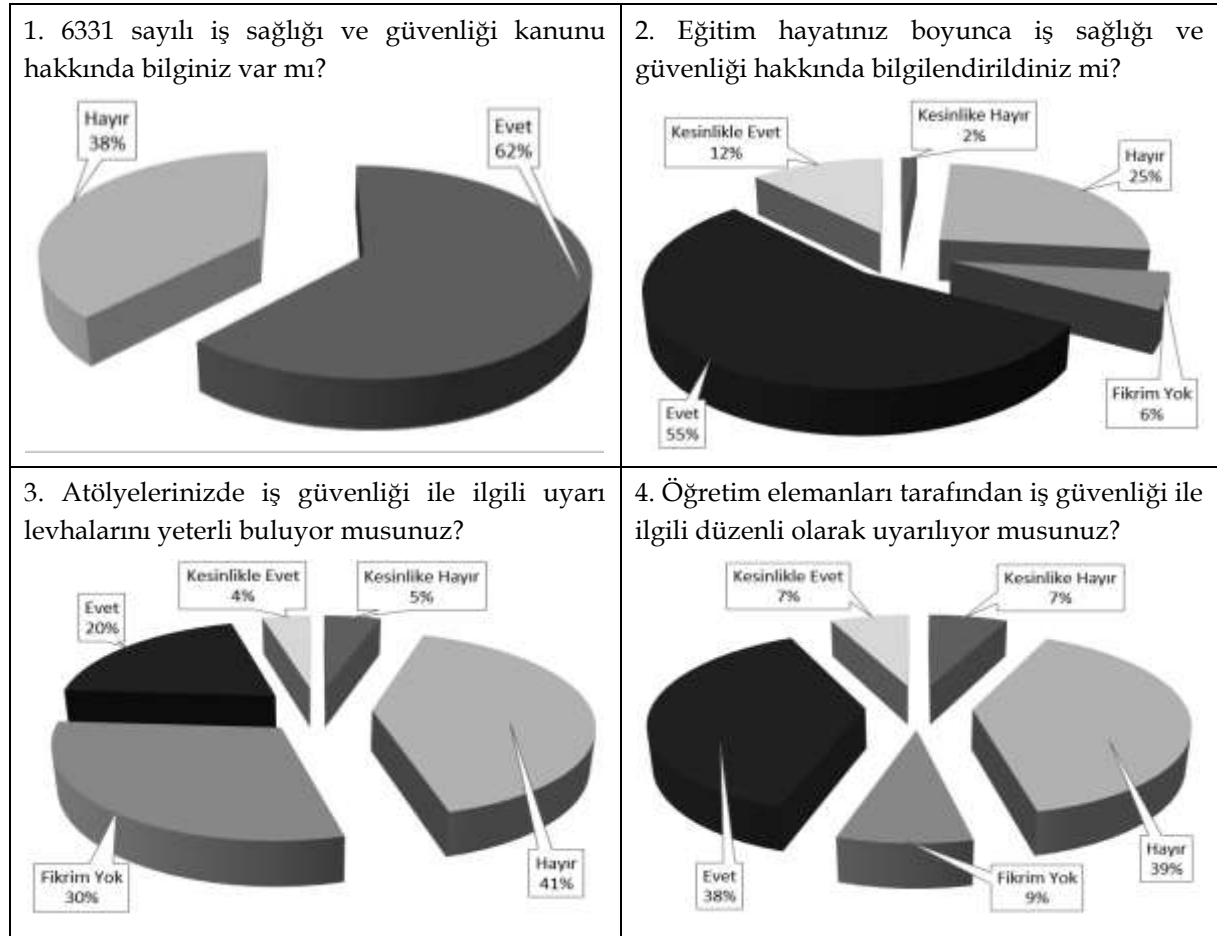 1. 6331 sayılı iş sağlığı ve güvenliği kanunu
hakkında bilginiz var mı?
Hayır
38%
Evet
62%
2. Eğitim hayatınız boyunca iş sağlığı ve
güvenliği hakkında bilgilendirildiniz mi?
Kesinlikle Evet
12%
Kesinlike Hayır
2%
Hayır
25%
Evet
55%
Fikrim Yok
6%
3. Atölyelerinizde iş güvenliği ile ilgili uyarı
levhalarını yeterli buluyor musunuz?
Kesinlikle Evet
4%
Kesinlike Hayır
5%
Evet
20%
Fikrim Yok
30%
Hayır
41%
4. Öğretim elemanları tarafından iş güvenliği ile
ilgili düzenli olarak uyarılıyor musunuz?
Kesinlikle Evet
7%
Kesinlike Hayır
7%
Evet
38%
Fikrim Yok
9%
Hayır
39%